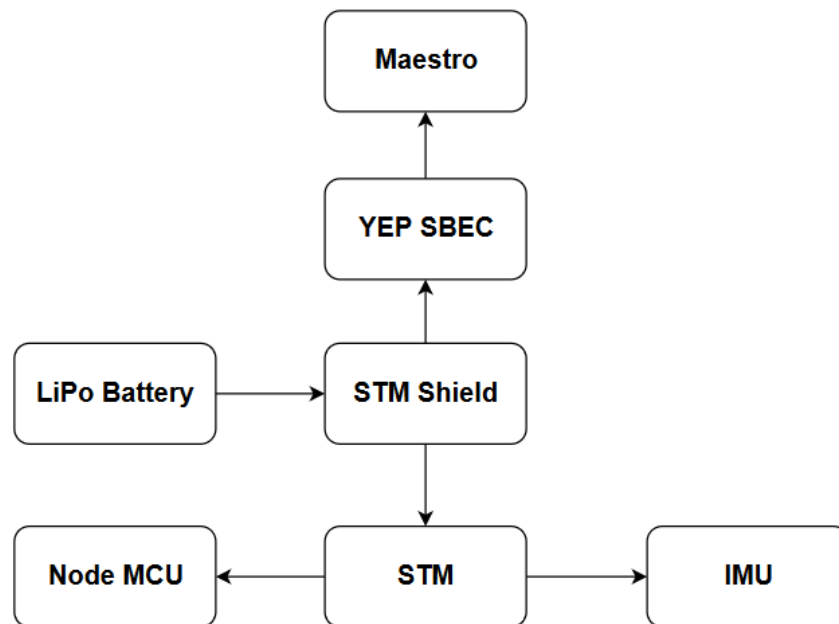 Maestro
YEP SBEC
LiPo Battery
STM Shield
Node MCU
STM
IMU